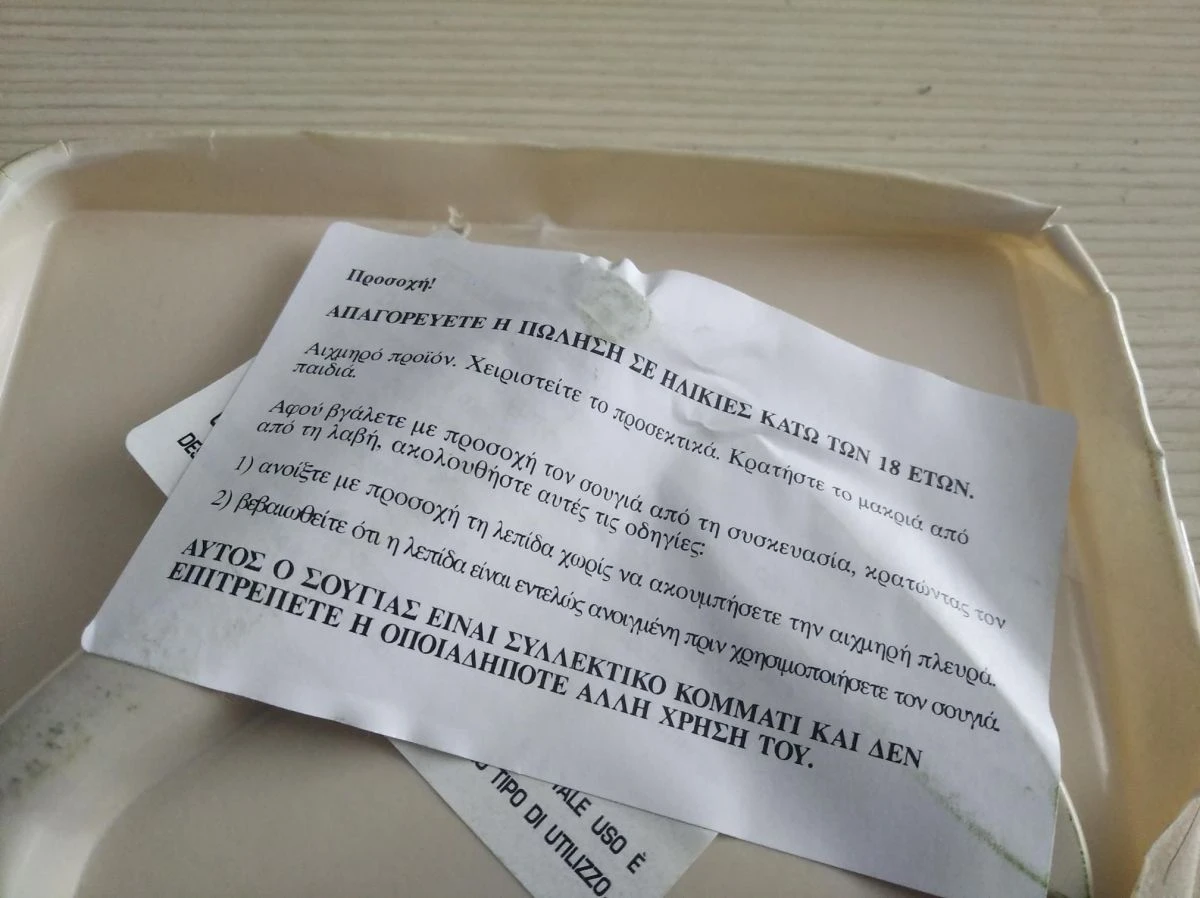 Προσοχή!
ΑΠΑΓΟΡΕΥΕΤΕ Η ΠΩΛΗΣΗ ΣΕ ΗΛΙΚΙΕΣ ΚΑΤΩ ΤΩΝ 18 ΕΤΩΝ.
Αιχμηρό προϊόν. Χειριστείτε το προσεκτικά. Κρατήστε το μακριά από
παιδιά.
Αφού βγάλετε με προσοχή τον σουγιά από τη συσκευασία, κρατώντας τον
από τη λαβή, ακολουθήστε αυτές τις οδηγίες:
1) ανοίξτε με προσοχή τη λεπίδα χωρίς να ακουμπήσετε την αιχμηρή πλευρά.
2) βεβαιωθείτε ότι η λεπίδα είναι εντελώς ανοιγμένη πριν χρησιμοποιήσετε τον σουγιά.
ΑΥΤΟΣ Ο ΣΟΥΓΙΑΣ ΕΙΝΑΙ ΣΥΛΛΕΚΤΙΚΟ ΚΟΜΜΑΤΙ ΚΑΙ ΔΕΝ
ΕΠΙΤΡΕΠΕΤΕ Η ΟΠΟΙΑΔΗΠΟΤΕ ΑΛΛΗ ΧΡΗΣΗ ΤΟΥ.
TALE USO È
TIPO DI UTILIZZO.